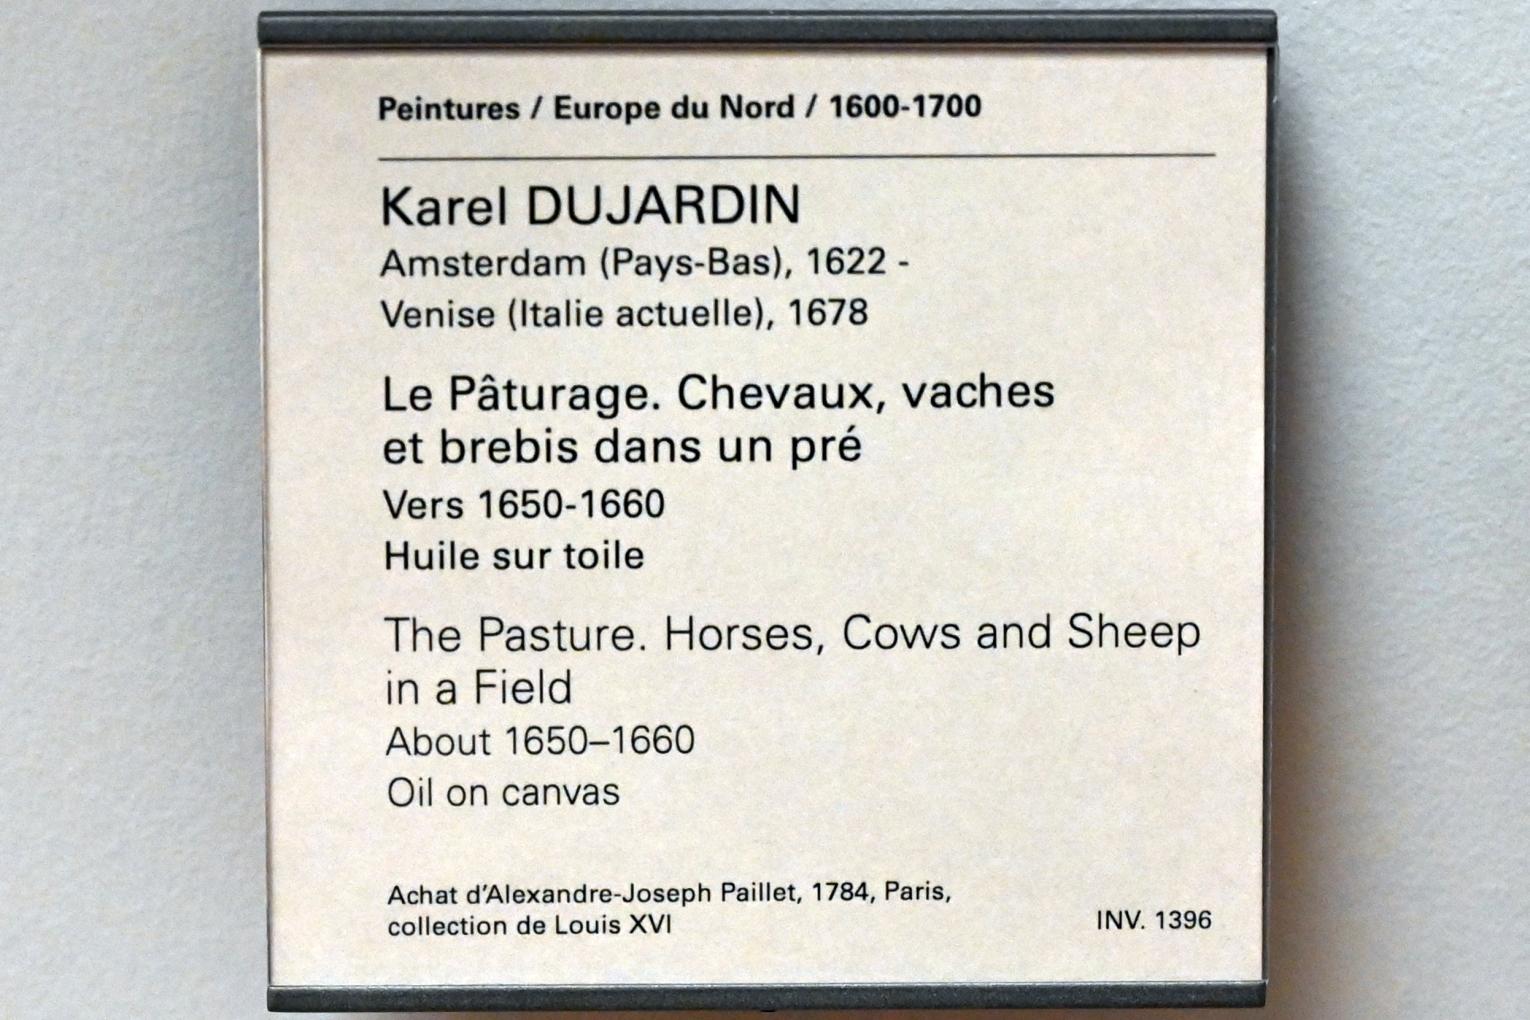 Peintures / Europe du Nord / 1600-1700
Karel DUJARDIN
Amsterdam (Pays-Bas), 1622 -
Venise (Italie actuelle), 1678
Le Pâturage. Chevaux, vaches
et brebis dans un pré
Vers 1650-1660
Huile sur toile
The Pasture. Horses, Cows and Sheep
in a Field
About 1650–1660
Oil on canvas
Achat d'Alexandre-Joseph Paillet, 1784, Paris,
collection de Louis XVI
INV. 1396